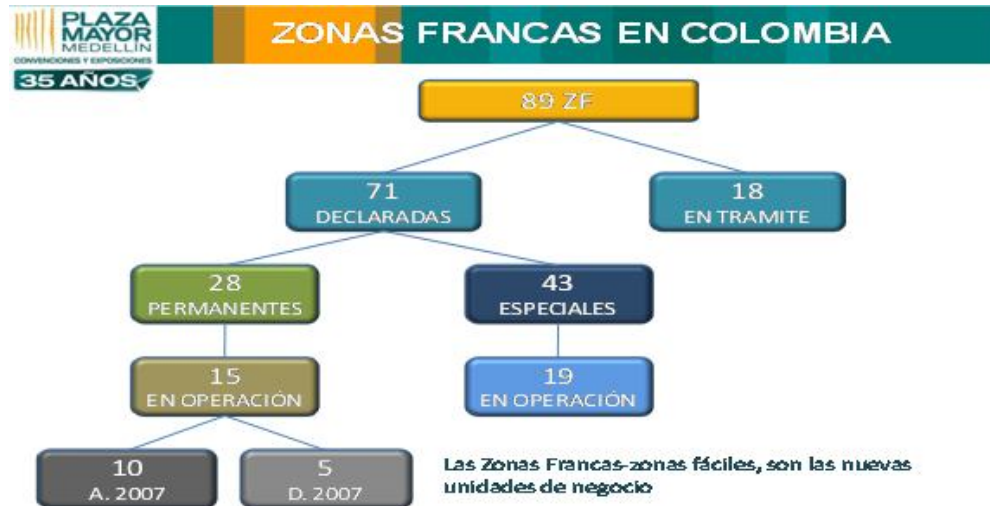 PLAZA
MAYOR
MEDELLÍN
CONVENCIONES Y EXPOSICIONES
35 AÑOS
ZONAS FRANCAS EN COLOMBIA
89 ZF
71
DECLARADAS
18
EN TRAMITE
28
PERMANENTES
43
ESPECIALES
15
EN OPERACIÓN
19
EN OPERACIÓN
10
A. 2007
5
D. 2007
Las Zonas Francas-zonas fáciles, son las nuevas
unidades de negocio